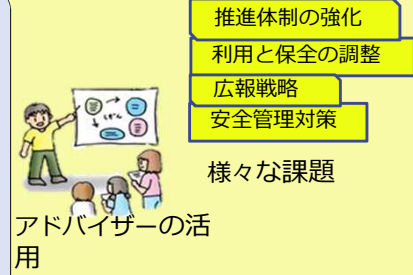 推進体制の強化
利用と保全の調整
広報戦略
安全管理対策
様々な課題
アドバイザーの活
用